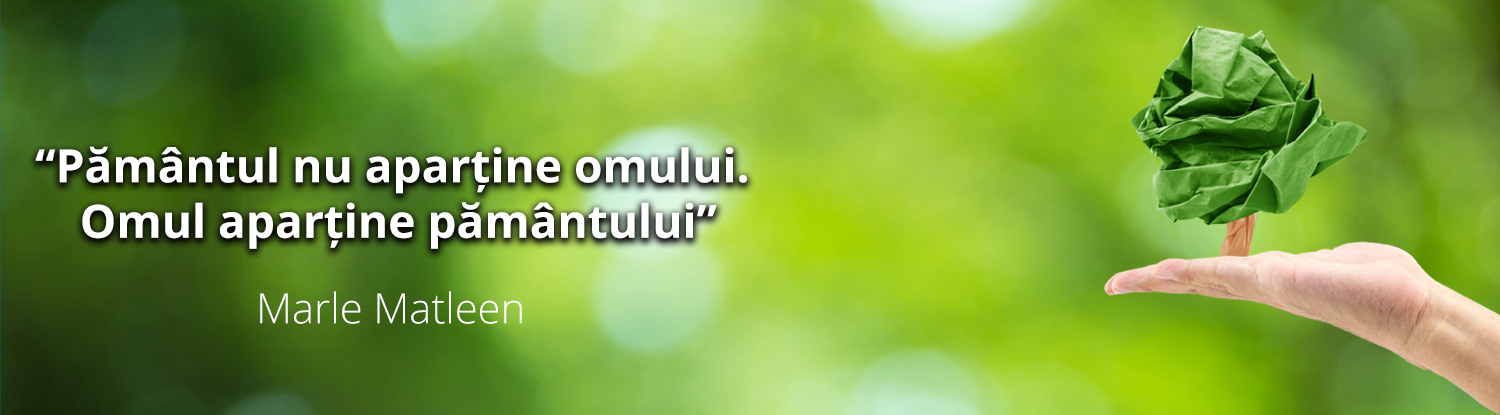 “Pământul nu aparține omului.
Omul aparține pământului”
Marle Matleen